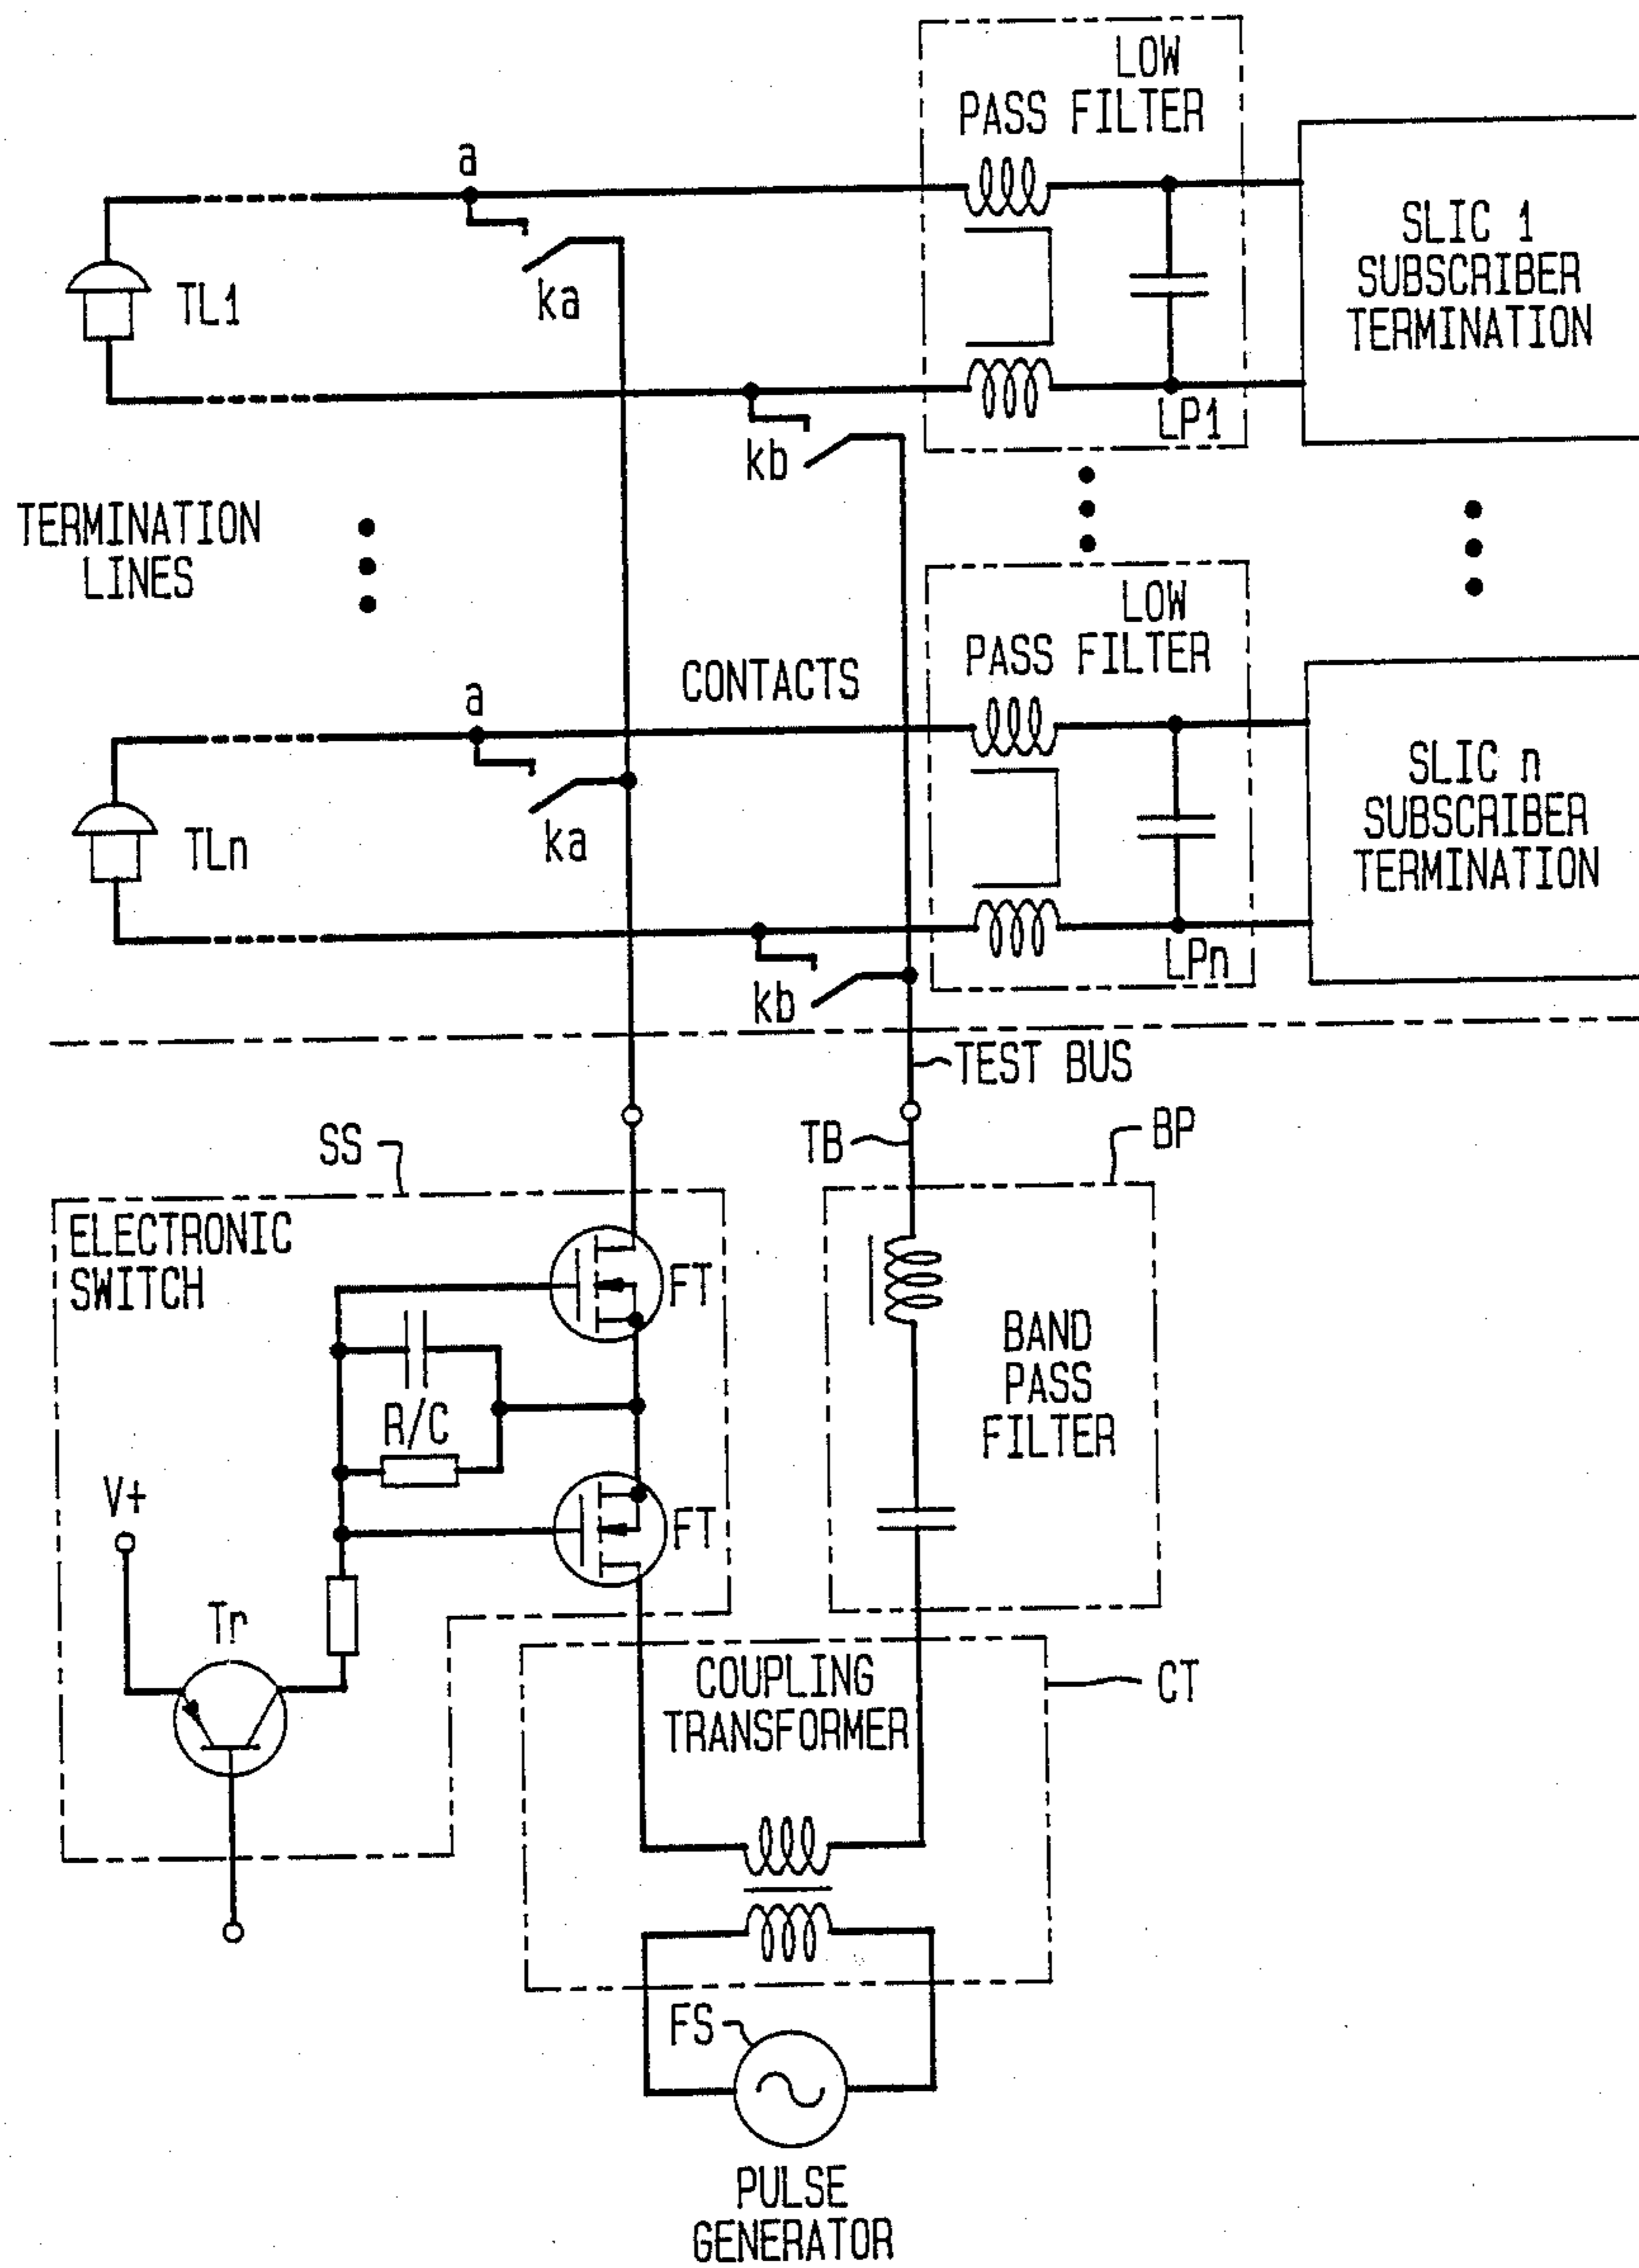 LOW
PASS FILTER
a
SLIC 1
SUBSCRIBER
TERMINATION
TL1
ka
LP1
kb
TERMINATION
LINES
LOW
PASS FILTER
CONTACTS
a
SLIC n
SUBSCRIBER
TERMINATION
TLn
ka
LPn
kb
TEST BUS
SS
TB
BP
ELECTRONIC
SWITCH
FT
BAND
PASS
FILTER
R/C
V+
FT
Tr
COUPLING
TRANSFORMER
CT
FS
PULSE
GENERATOR